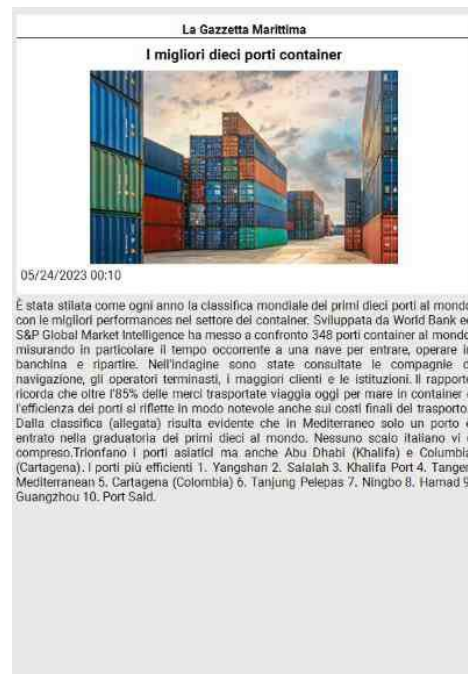 La Gazzetta Marittima
I migliori dieci porti container
05/24/2023 00:10
È stata stilata come ogni anno la classifica mondiale dei primi dieci porti al mondo
con le migliori performances nel settore dei container. Sviluppata da World Bank ed
S&P Global Market Intelligence ha messo a confronto 348 porti container al mondo,
misurando in particolare il tempo occorrente a una nave per entrare, operare in
banchina e ripartire. Nell'indagine sono state consultate le compagnie di
navigazione, gli operatori terminasti, i maggiori clienti e le istituzioni. Il rapporto
ricorda che oltre l'85% delle merci trasportate viaggia oggi per mare in container e
l'efficienza dei porti si riflette in modo notevole anche sui costi finali del trasporto.
Dalla classifica (allegata) risulta evidente che in Mediterraneo solo un porto è
entrato nella graduatoria dei primi dieci al mondo. Nessuno scalo italiano vi è
compreso.Trionfano i porti asiatici ma anche Abu Dhabi (Khalifa) e Columbia
(Cartagena). I porti più efficienti 1. Yangshan 2. Salalah 3. Khalifa Port 4. Tanger
Mediterranean 5. Cartagena (Colombia) 6. Tanjung Pelepas 7. Ningbo 8. Hamad 9.
Guangzhou 10. Port Said.